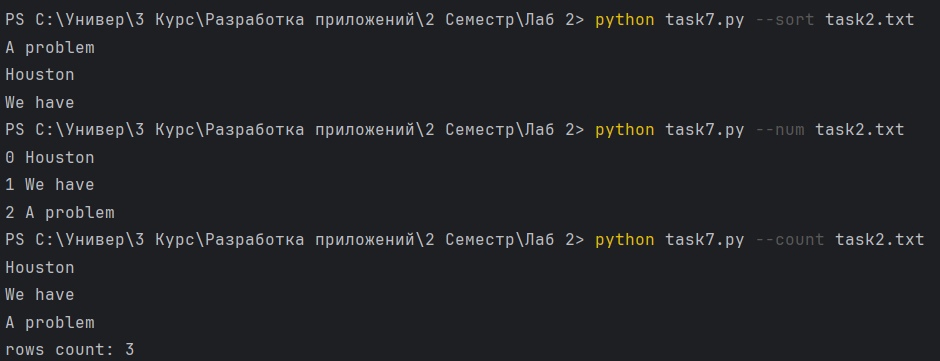 PS C:\Универ\3 Курс\Разработка приложений\2 Семестр\Лаб 2> python task7.py --sort task2.txt
A problem
Houston
We have
PS C:\Универ\3 Курс\Разработка приложений\2 Семестр\Лаб 2> python task7.py --num task2.txt
0 Houston
1 We have
2 A problem
PS C:\Универ\3 Курс\Разработка приложений\2 Семестр\Лаб 2> python task7.py --count task2.txt
Houston
We have
A problem
rows count: 3